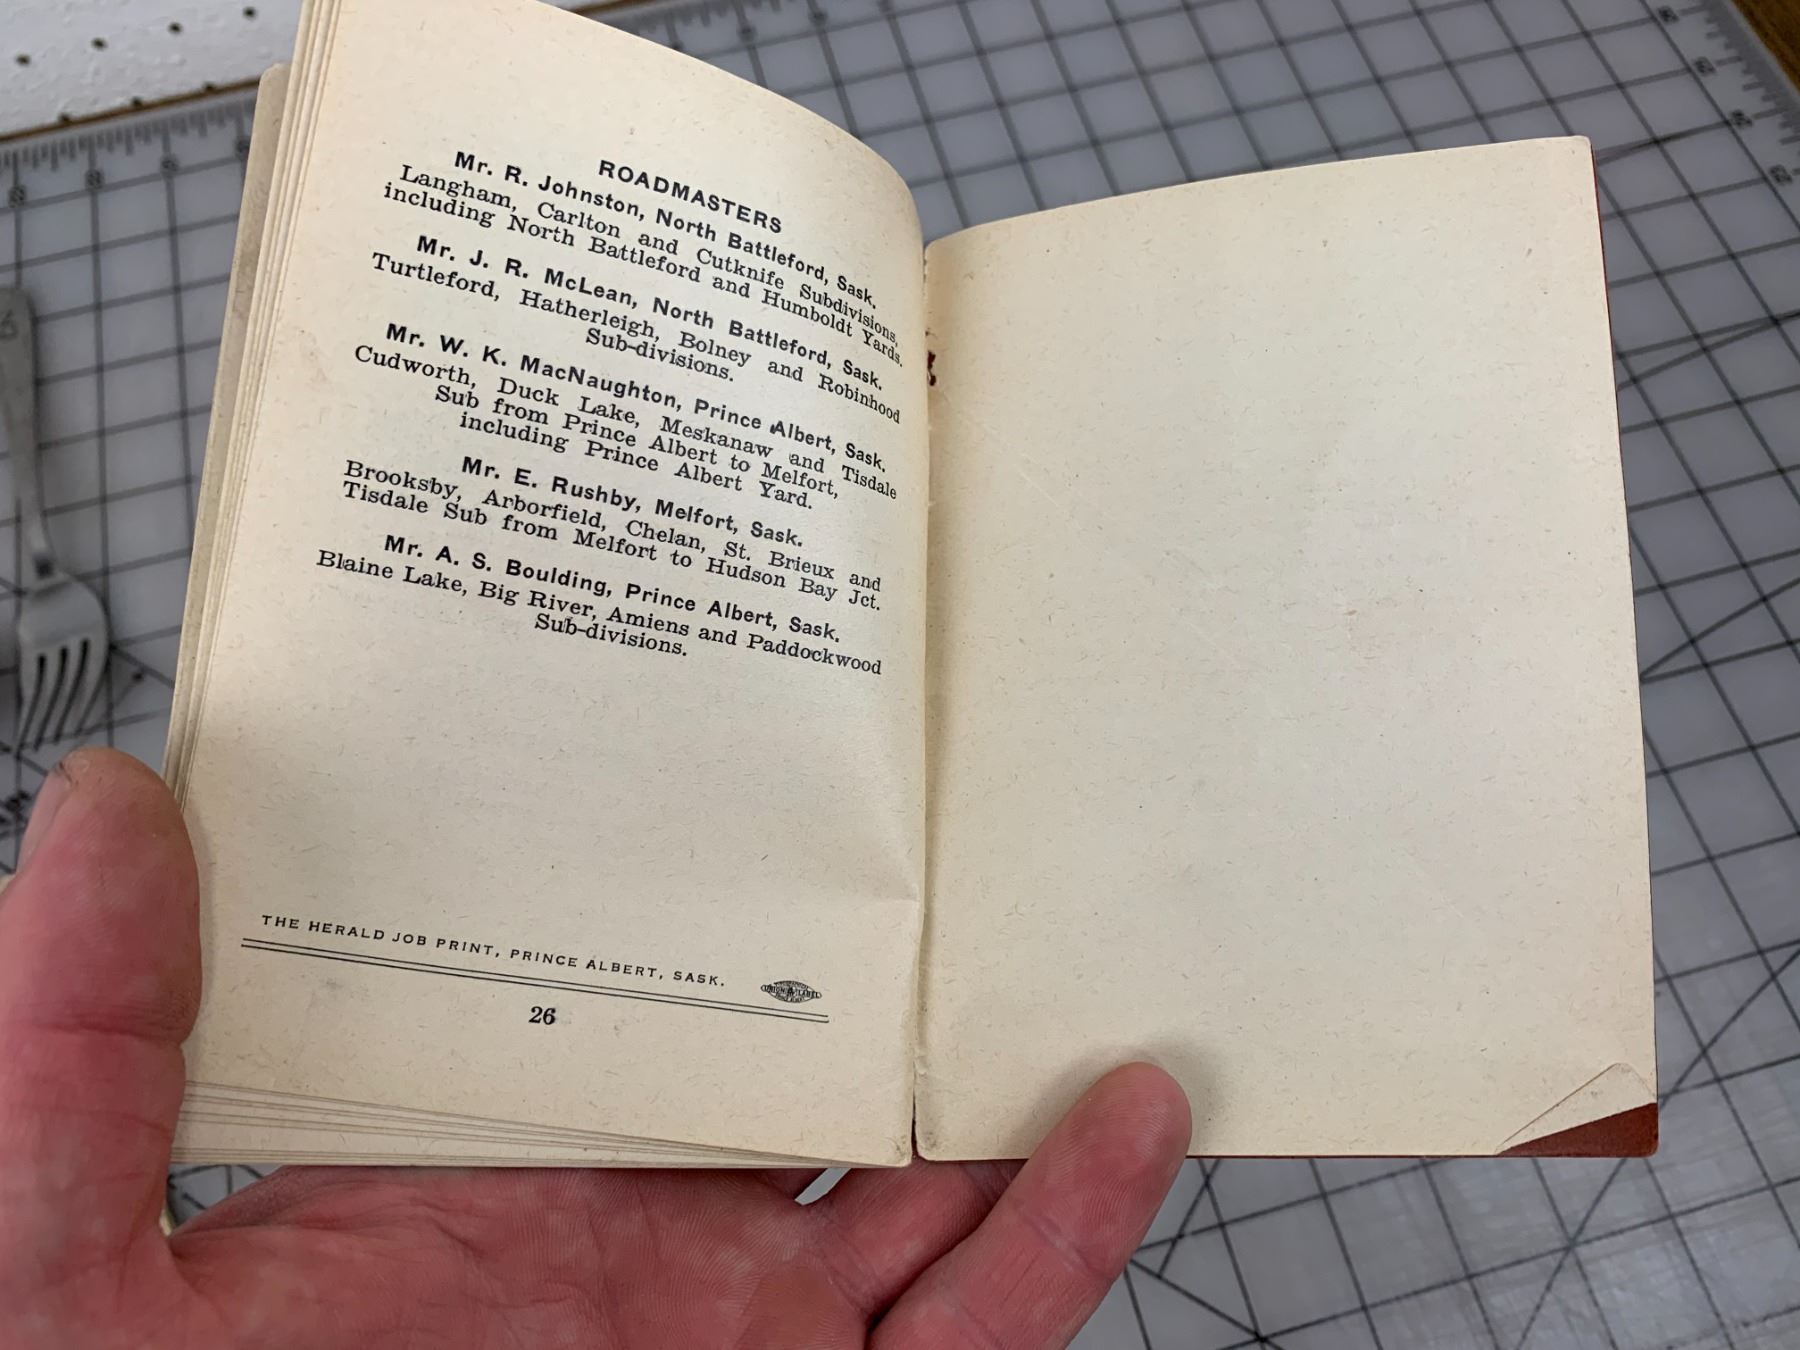 ROADMASTERS
Mr. R. Johnston, North Battleford, Sask.
Langham, Carlton and Cutknife Subdivisions,
including North Battleford and Humboldt Yards.
Mr. J. R. McLean, North Battleford, Sask.
Turtleford, Hatherleigh, Bolney and Robinhood
Sub-divisions.
Mr. W. K. MacNaughton, Prince Albert, Sask.
Cudworth, Duck Lake, Meskanaw and Tisdale
Sub from Prince Albert to Melfort,
including Prince Albert Yard.
Mr. E. Rushby, Melfort, Sask.
Brooksby, Arborfield, Chelan, St. Brieux and
Tisdale Sub from Melfort to Hudson Bay Jct.
Mr. A. S. Boulding, Prince Albert, Sask.
Blaine Lake, Big River, Amiens and Paddockwood
Sub-divisions.
THE HERALD JOB PRINT, PRINCE ALBERT, SASK.
UNION LABEL
26